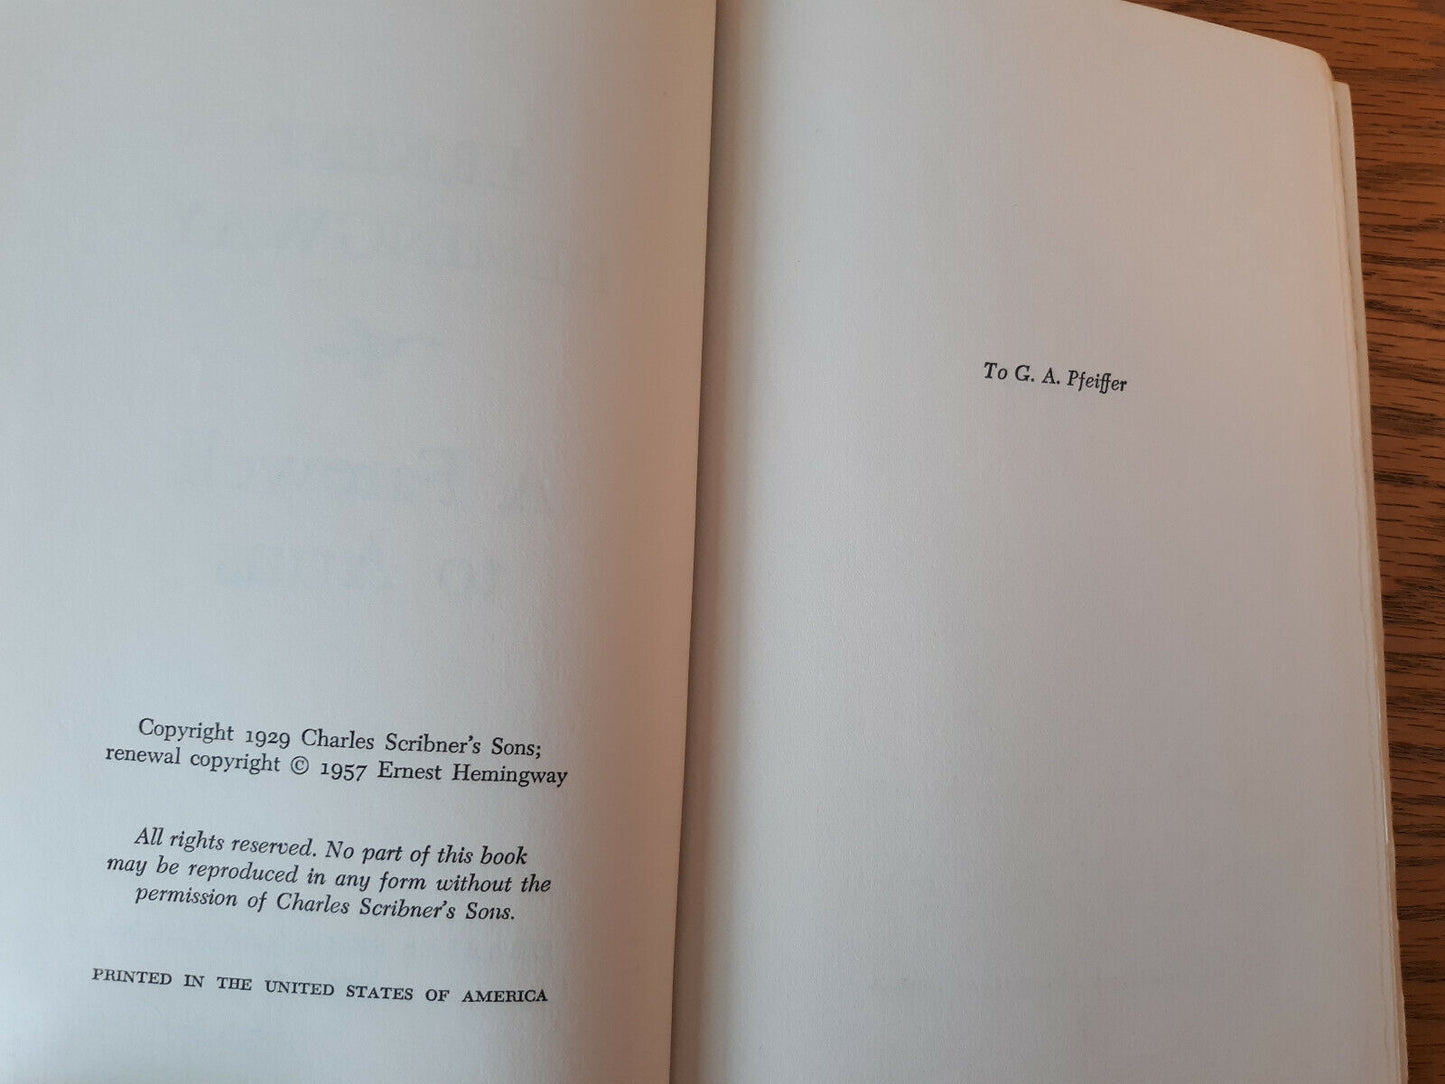 Copyright 1929 Charles Scribner's Sons;
renewal copyright © 1957 Ernest Hemingway
All rights reserved. No part of this book
may be reproduced in any form without the
permission of Charles Scribner's Sons.
PRINTED IN THE UNITED STATES OF AMERICA
To G. A. Pfeiffer